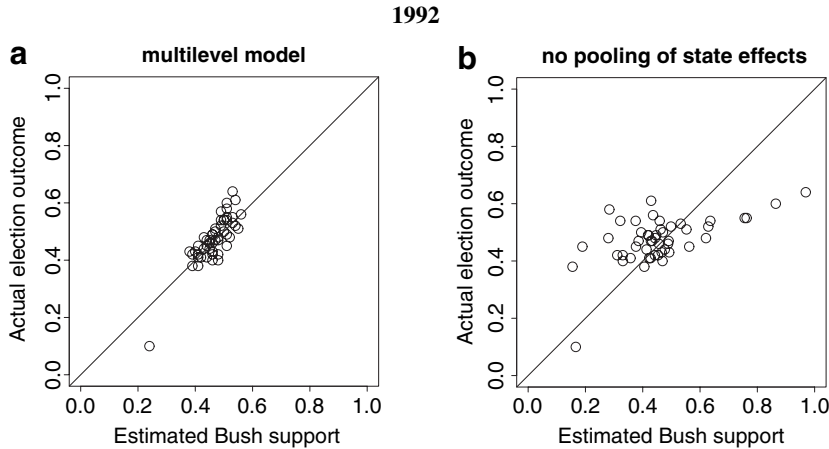 1992
a
multilevel model
1.0
0.8
0.6
0.4
0.2
0.0
Actual election outcome
0.0 0.2 0.4 0.6 0.8 1.0
Estimated Bush support
b
no pooling of state effects
1.0
0.8
0.6
0.4
0.2
0.0
Actual election outcome
0.0 0.2 0.4 0.6 0.8 1.0
Estimated Bush support